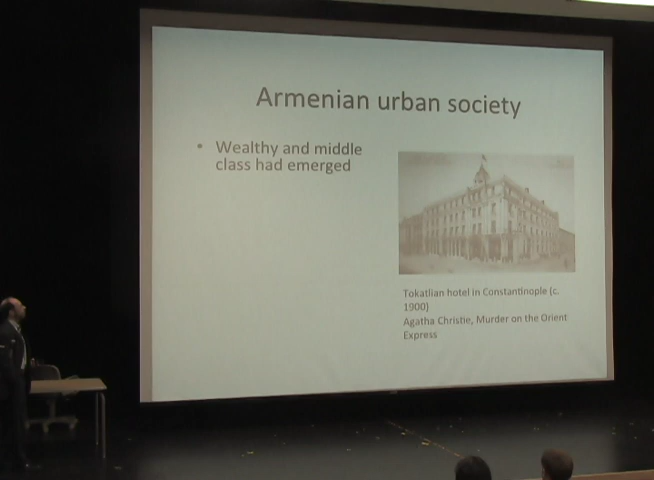 Armenian urban society
• Wealthy and middle
class had emerged
Tokatlian hotel in Constantinople (c.
1900)
Agatha Christie, Murder on the Orient
Express